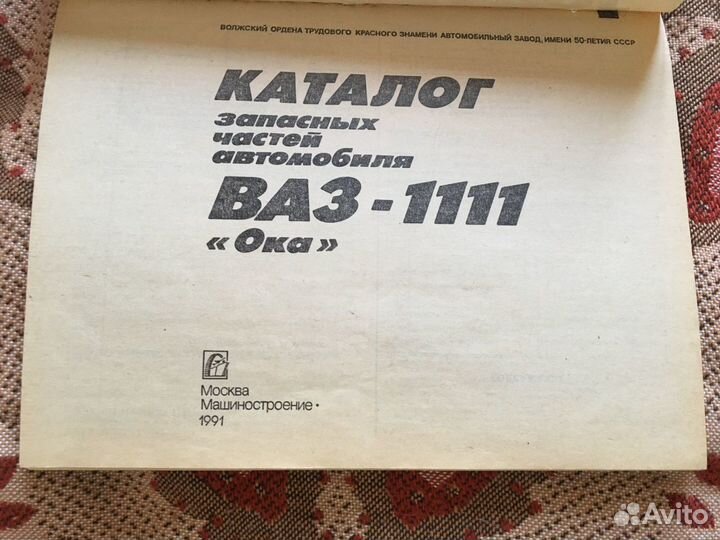 ВОЛЖСКИЙ ОРДЕНА ТРУДОВОГО КРАСНОГО ЗНАМЕНИ АВТОМОБИЛЬНЫЙ ЗАВОД, ИМЕНИ 50-ЛЕТИЯ СССР
КАТАЛОГ
запасных
частей
автомобиля
ВАЗ-1111
«Ока»
Москва
Машиностроение·
1991
Avito